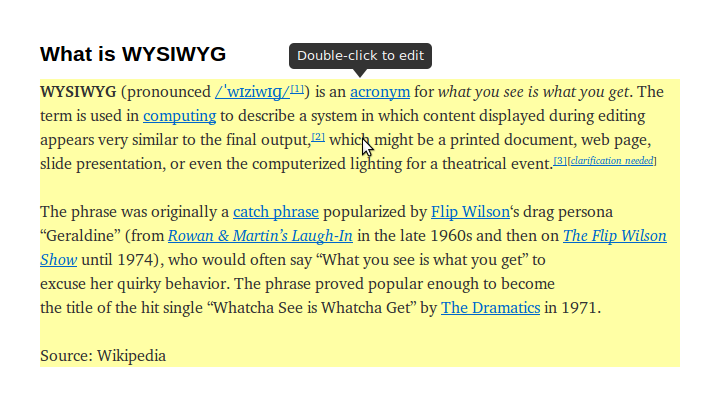 What is WYSIWYG
Double-click to edit
WYSIWYG (pronounced /ˈwɪziwɪɡ/[1]) is an acronym for what you see is what you get. The
term is used in computing to describe a system in which content displayed during editing
appears very similar to the final output,[2] which might be a printed document, web page,
slide presentation, or even the computerized lighting for a theatrical event.[3][clarification needed]
The phrase was originally a catch phrase popularized by Flip Wilson‘s drag persona
“Geraldine” (from Rowan & Martin’s Laugh-In in the late 1960s and then on The Flip Wilson
Show until 1974), who would often say “What you see is what you get” to
excuse her quirky behavior. The phrase proved popular enough to become
the title of the hit single “Whatcha See is Whatcha Get” by The Dramatics in 1971.
Source: Wikipedia